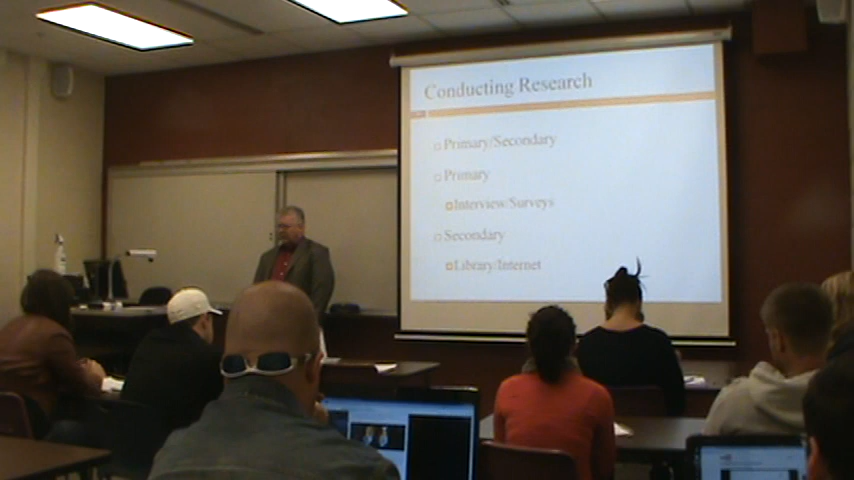 Conducting Research
Primary/Secondary
Primary
Interview/Surveys
Secondary
Library/Internet